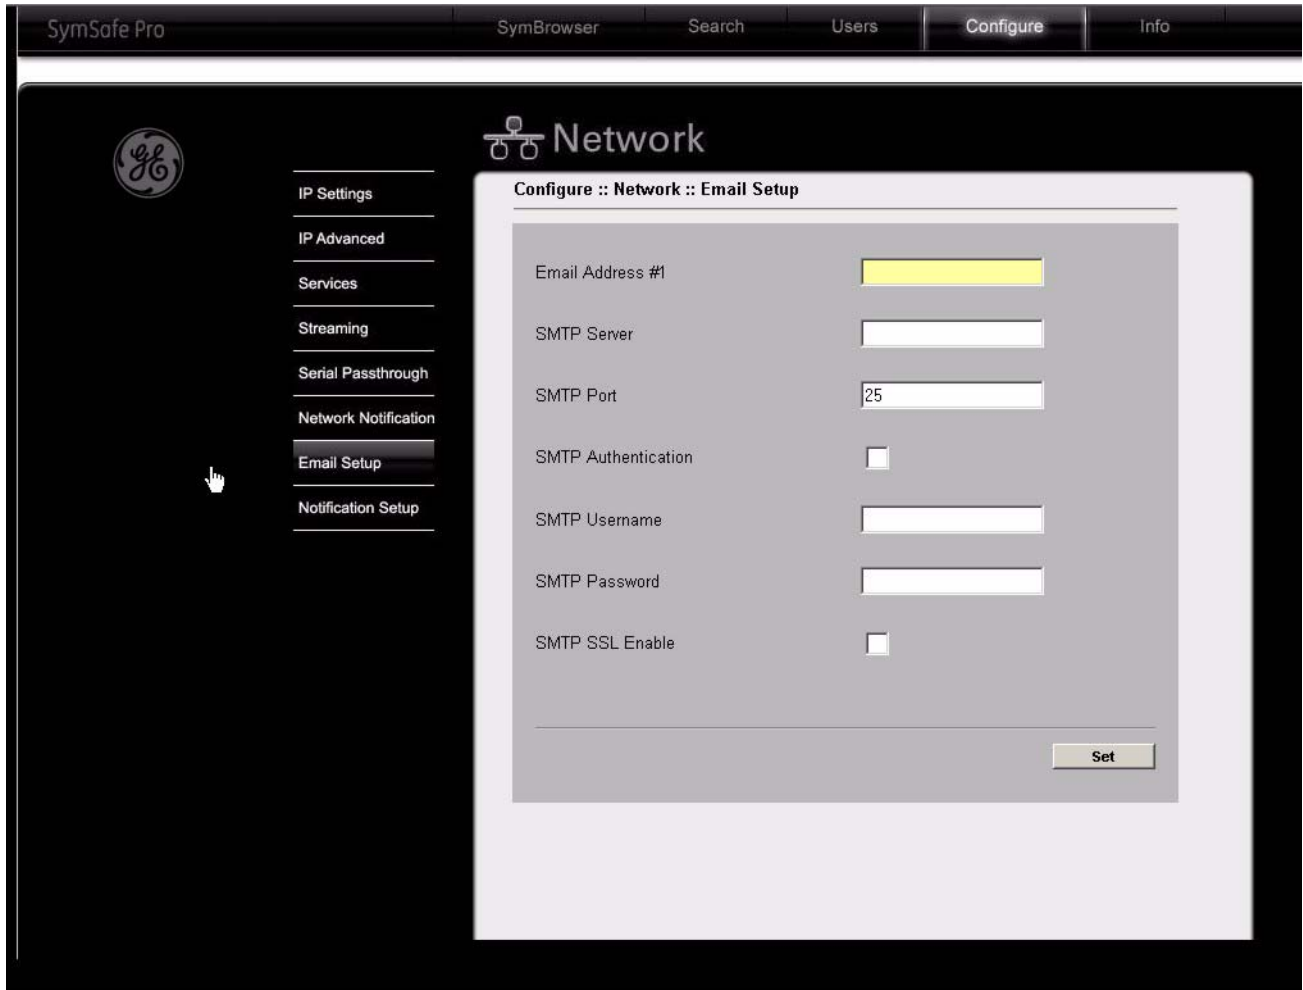 SymSafe Pro
SymBrowser
Search
Users
Configure
Info
GE
Network
IP Settings
IP Advanced
Services
Streaming
Serial Passthrough
Network Notification
Email Setup
Notification Setup
Configure :: Network :: Email Setup
Email Address #1
SMTP Server
SMTP Port
25
SMTP Authentication
SMTP Username
SMTP Password
SMTP SSL Enable
Set